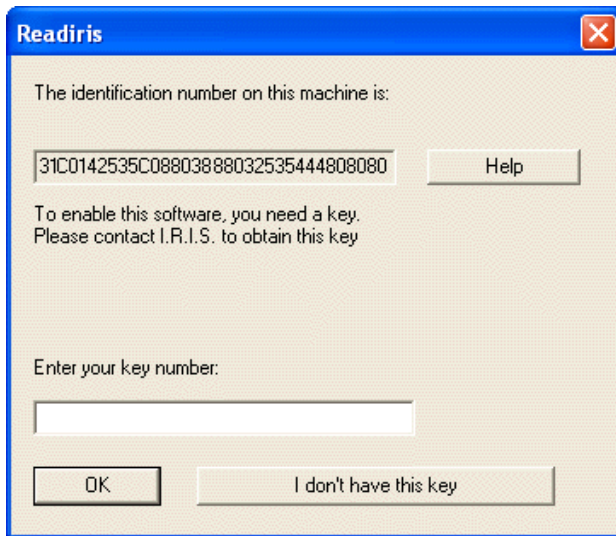 Readiris
The identification number on this machine is:
31C0142535C08803888032535444808080
Help
To enable this software, you need a key.
Please contact I.R.I.S. to obtain this key
Enter your key number:
OK
I don't have this key